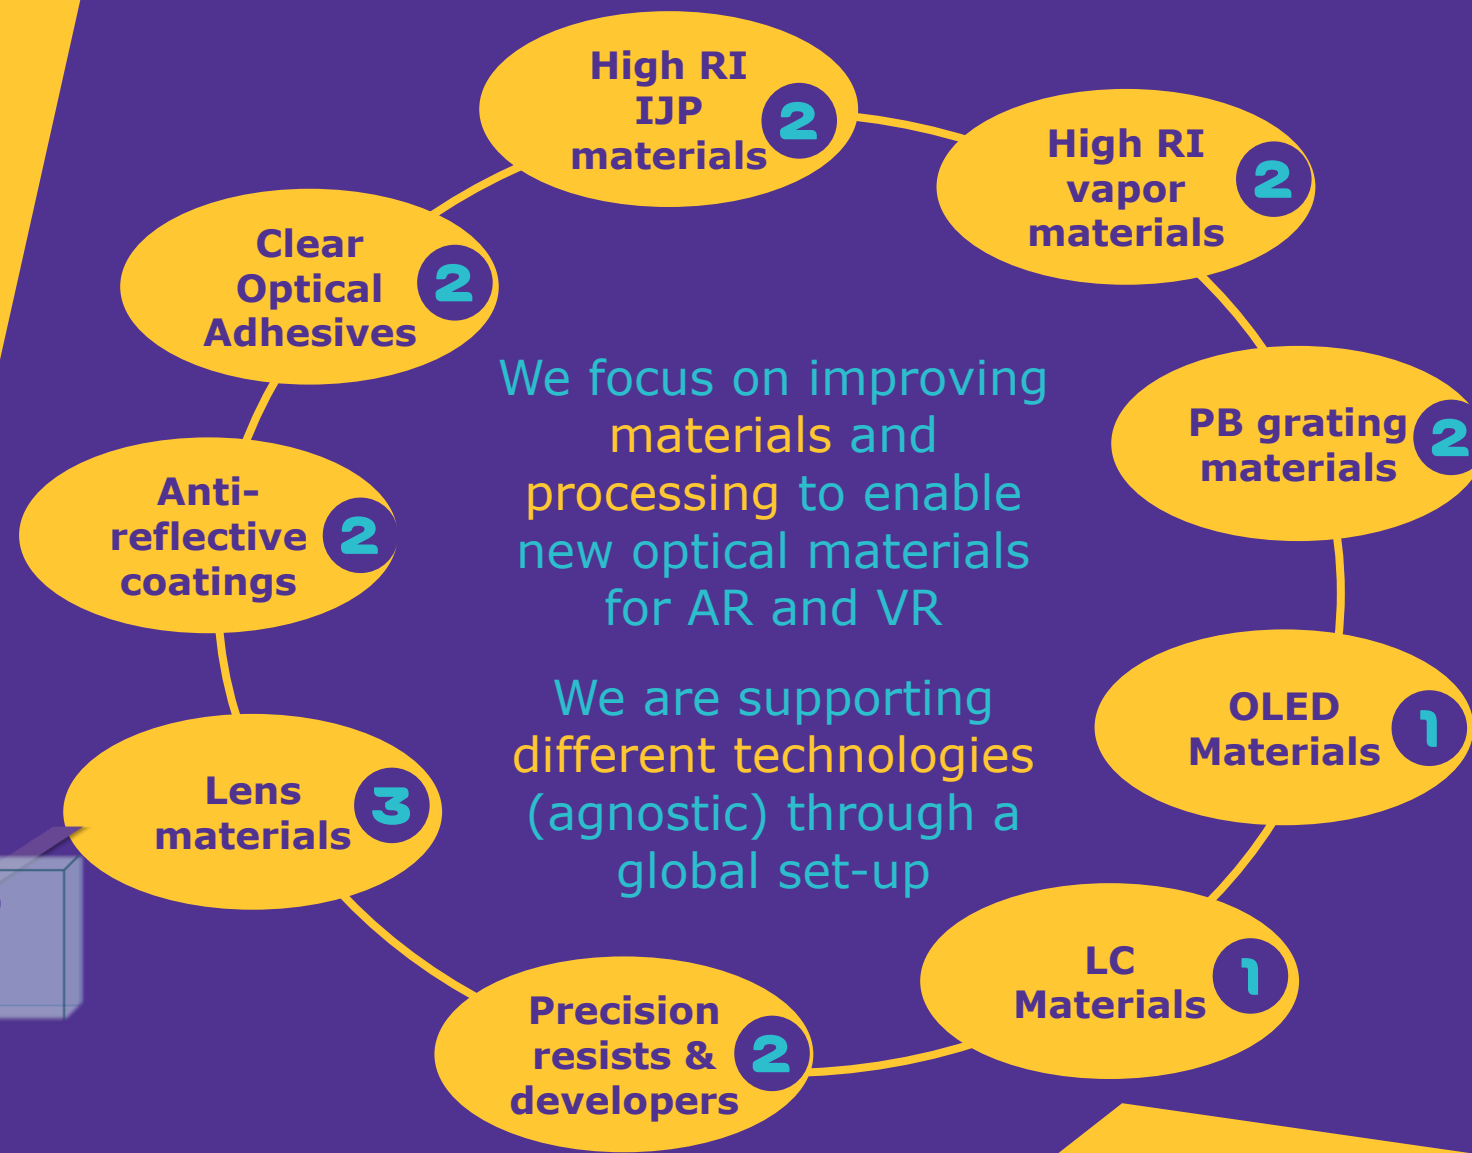 High RI
IJP
materials
2
High RI
vapor
materials
2
Clear
Optical
Adhesives
2
We focus on improving
materials and
processing to enable
new optical materials
for AR and VR
PB grating
materials
2
Anti-
reflective
coatings
2
We are supporting
different technologies
(agnostic) through a
global set-up
OLED
Materials
1
Lens
materials
3
LC
Materials
1
Precision
resists &
developers
2